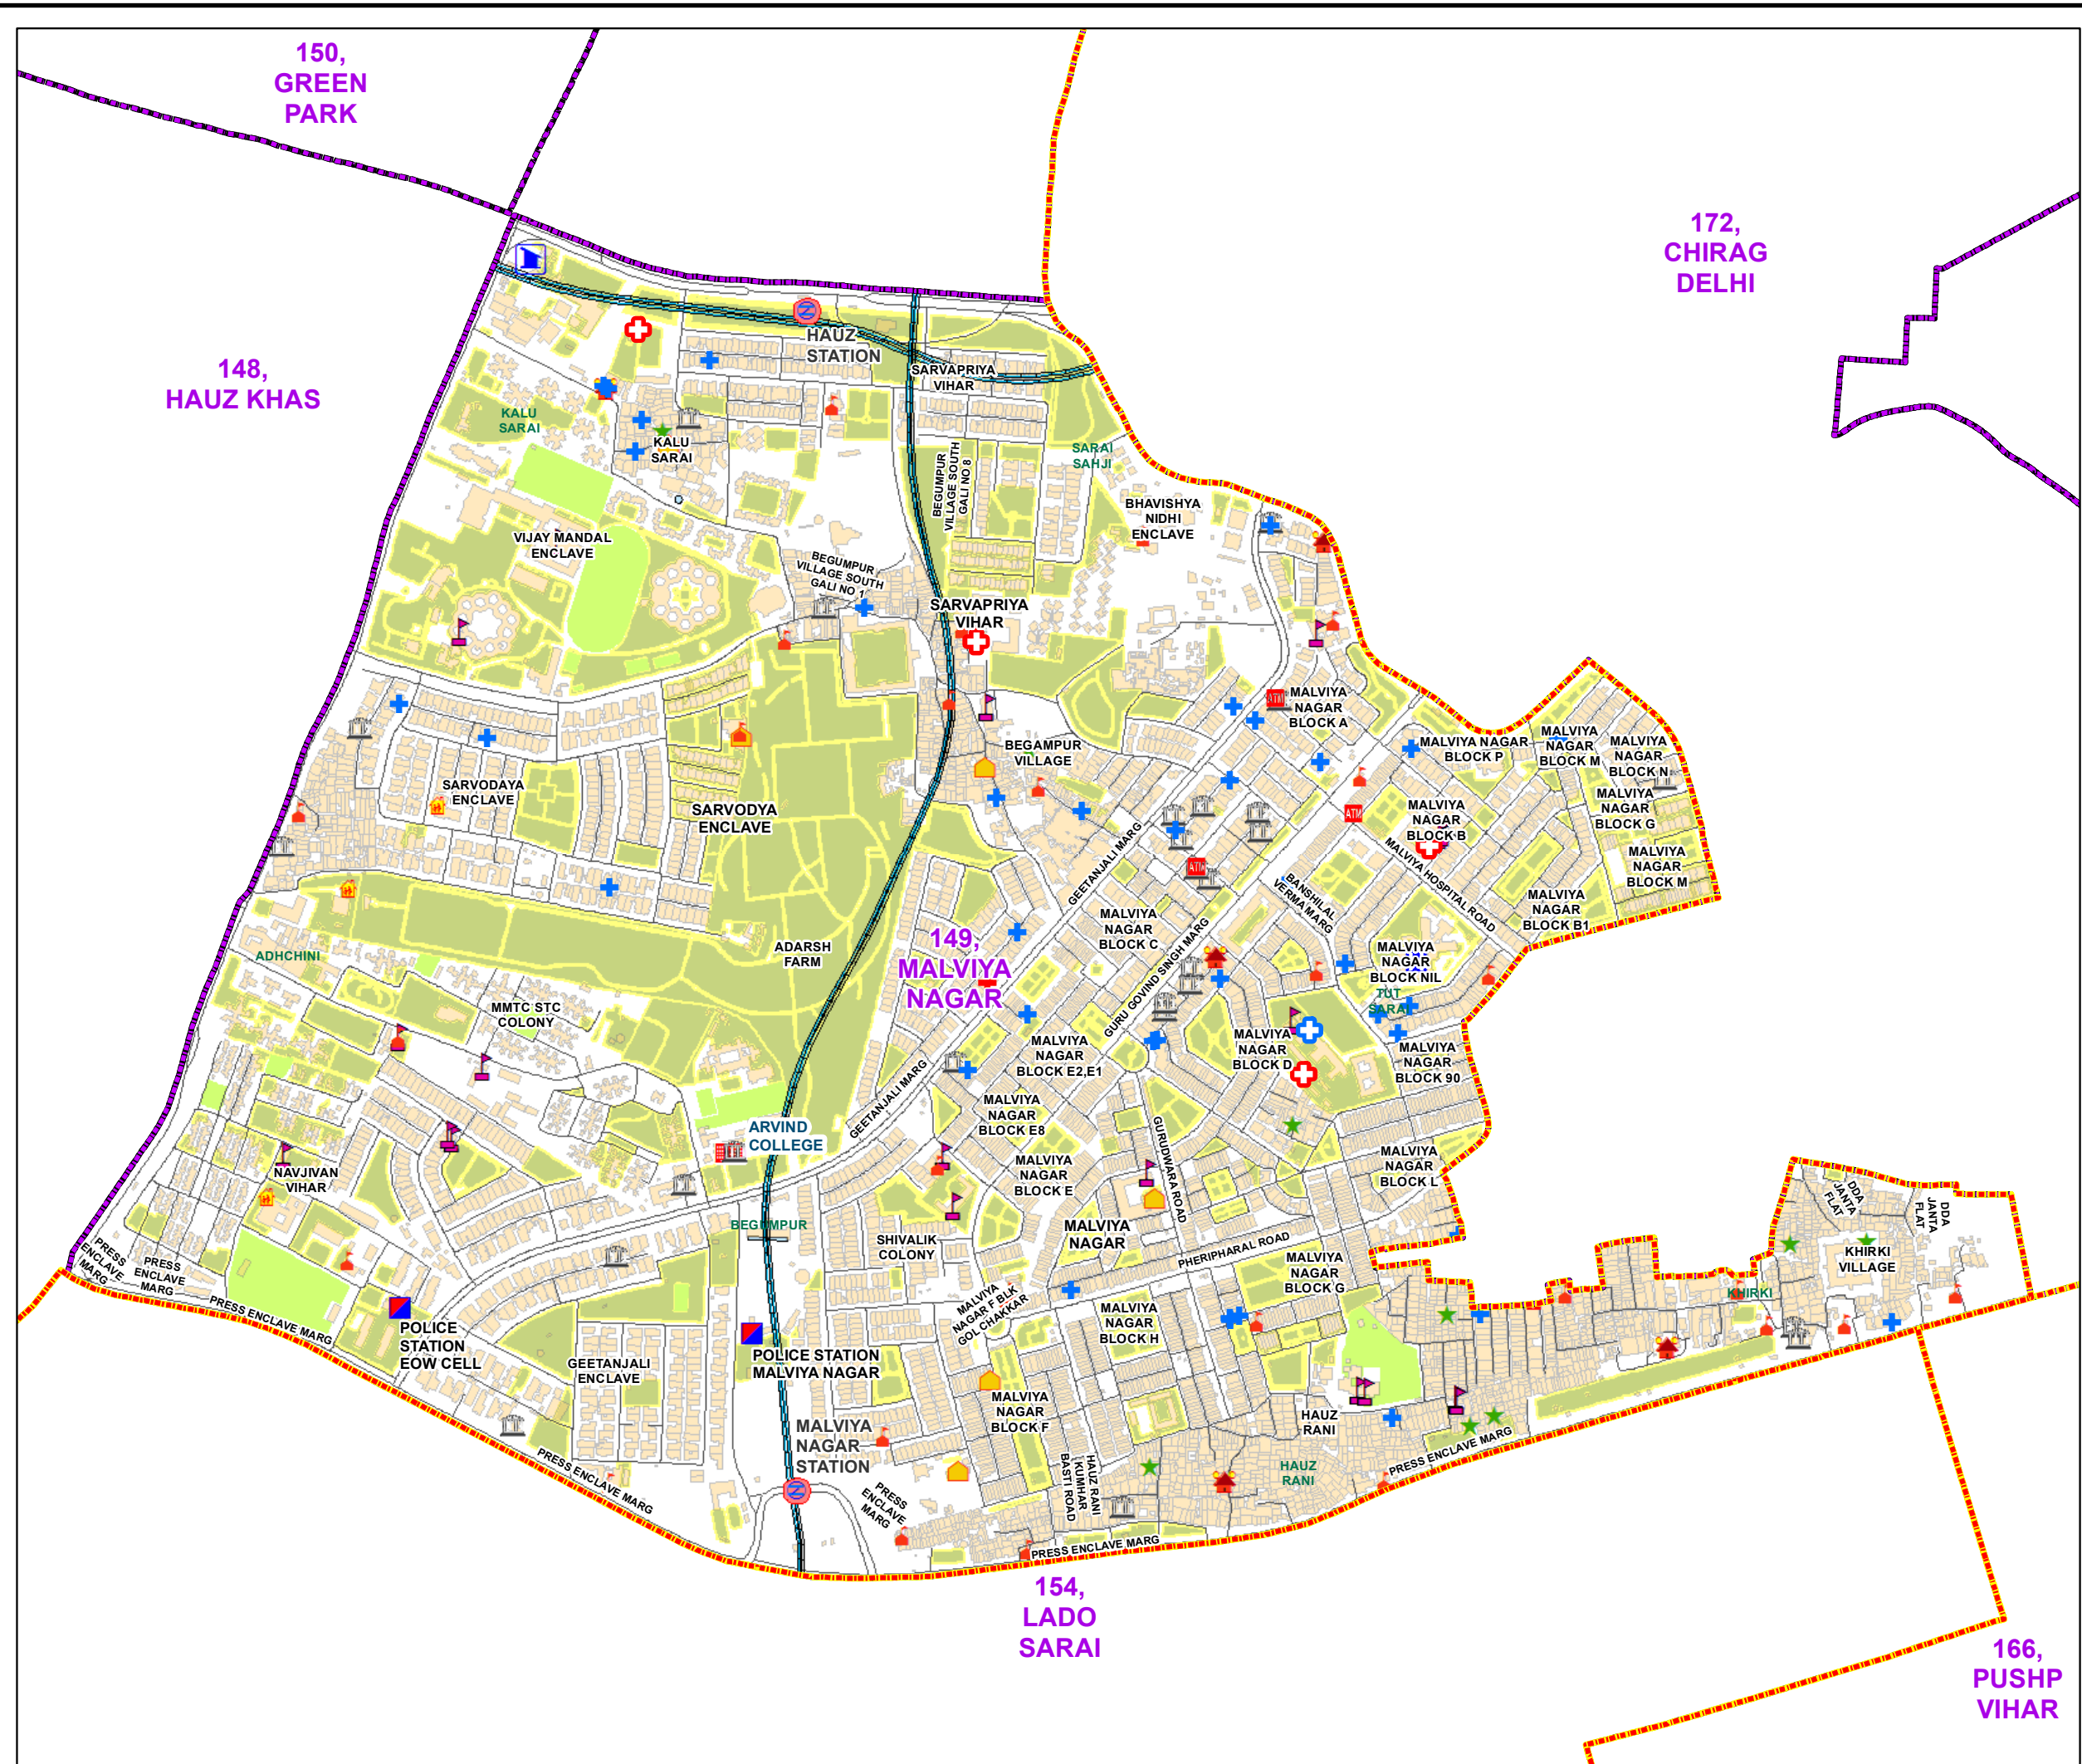 150,
GREEN
PARK
172,
CHIRAG
DELHI
148,
HAUZ KHAS
HAUZ
STATION
SARVAPRIYA
VIHAR
KALU
SARAI
KALU
SARAI
SARAI
SAHJI
BEGUMPUR
VILLAGE SOUTH
GALI NO 8
BHAVISHYA
NIDHI
ENCLAVE
VIJAY MANDAL
ENCLAVE
BEGUMPUR
VILLAGE SOUTH
GALI NO 1
SARVAPRIYA
VIHAR
ATM
MALVIYA
NAGAR
BLOCK A
BEGAMPUR
VILLAGE
MALVIYA NAGAR
BLOCK P
MALVIYA
NAGAR
BLOCK M
MALVIYA
NAGAR
BLOCK N
SARVODAYA
ENCLAVE
SARVODYA
ENCLAVE
MALVIYA
NAGAR
BLOCK G
ATM
MALVIYA
NAGAR
BLOCK B
GEETANJALI MARG
MALVIYA HOSPITAL ROAD
MALVIYA
NAGAR
BLOCK M
ATM
BANSHILAL
VERMA MARG
MALVIYA
NAGAR
BLOCK B1
MALVIYA
NAGAR
BLOCK C
ADARSH
FARM
149,
MALVIYA
NAGAR
GURU GOVIND SINGH MARG
MALVIYA
NAGAR
BLOCK NIL
ADHCHINI
TUT
SARAI
MMTC STC
COLONY
MALVIYA
NAGAR
BLOCK E2,E1
MALVIYA
NAGAR
BLOCK D
MALVIYA
NAGAR
BLOCK 90
GEETANJALI MARG
MALVIYA
NAGAR
BLOCK E8
ARVIND
COLLEGE
GURUDWARA ROAD
MALVIYA
NAGAR
BLOCK E
MALVIYA
NAGAR
BLOCK L
NAVJIVAN
VIHAR
DDA
JANTA
FLAT
DDA
JANTA
FLAT
BEGUMPUR
SHIVALIK
COLONY
MALVIYA
NAGAR
PHERIPHARAL ROAD
MALVIYA
NAGAR
BLOCK G
KHIRKI
VILLAGE
KHIRKI
PRESS
ENCLAVE
MARG
PRESS
ENCLAVE
MARG
PRESS ENCLAVE MARG
MALVIYA
NAGAR F BLK
GOL CHAKKAR
MALVIYA
NAGAR
BLOCK H
POLICE
STATION
EOW CELL
GEETANJALI
ENCLAVE
POLICE STATION
MALVIYA NAGAR
MALVIYA
NAGAR
BLOCK F
HAUZ
RANI
MALVIYA
NAGAR
STATION
PRESS ENCLAVE MARG
HAUZ
RANI
PRESS ENCLAVE MARG
HAUZ RANI
KUMHAR
BASTI ROAD
PRESS
ENCLAVE
MARG
PRESS ENCLAVE MARG
154,
LADO
SARAI
166,
PUSHP
VIHAR